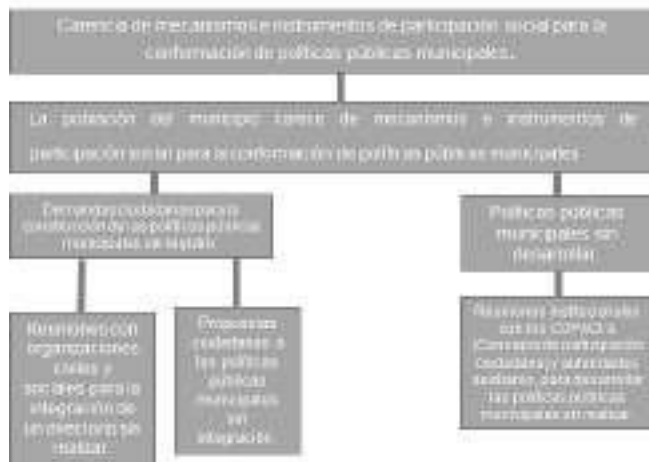 Carencia de mecanismos e instrumentos de participación social para la
conformación de políticas públicas municipales.
La población del municipio carece de mecanismos e instrumentos de
participación social para la conformación de políticas públicas municipales
Demandas ciudadanas para la
construcción de las políticas públicas
municipales sin
Políticas públicas
municipales sin
desarrollar
Reuniones con
organizaciones
civiles y
sociales para la
integración de
un directorio sin
realizar
Propuestas
ciudadanas a
las políticas
públicas
municipales sin
integración.
Reuniones institucionales
con los
(Consejos de participación
ciudadana) y autoridades
auxiliares, para desarrollar
las políticas públicas
municipales sin realizar